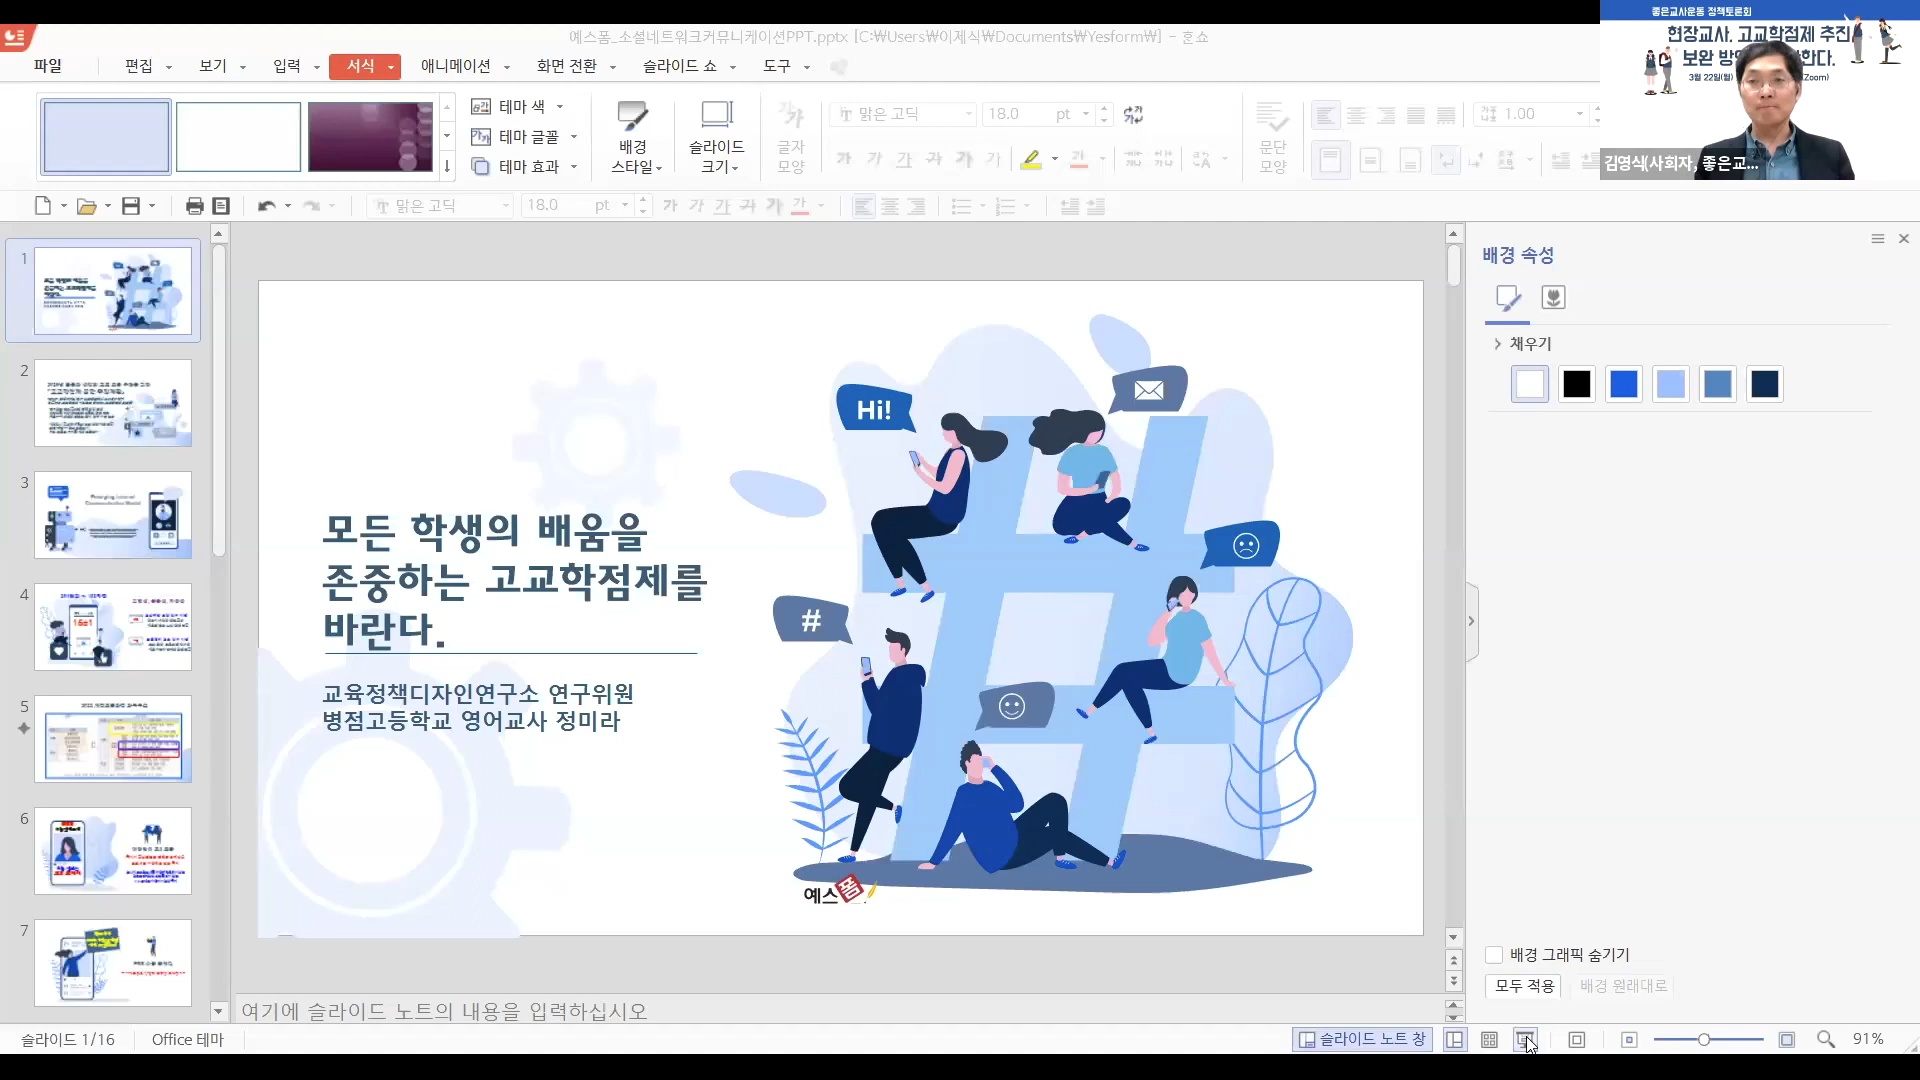 예스폼_소셜네트워크커뮤니케이션PPT.pptx [C:₩Users₩이제식₩Documents₩Yesform₩] - 혼쇼
좋은교사운동 정책토론회
현장교사, 고교학점제 추진
3월 22일(월)
(Zoom)
김영식(사회자, 좋은교...
파일 편집 보기 입력 서식 애니메이션 화면 전환 슬라이드 쇼 도구
테마 색
테마 글꼴
테마 효과
배경
스타일
슬라이드
크기
글자
모양
맑은 고딕 18.0 pt
문단
모양
1.00
맑은 고딕 18.0 pt
1
2
3
4
5
6
7
Hi!
#
모든 학생의 배움을
존중하는 고교학점제를
바란다.
교육정책디자인연구소 연구위원
병점고등학교 영어교사 정미라
예스폼
여기에 슬라이드 노트의 내용을 입력하십시오
배경 속성
채우기
배경 그래픽 숨기기
모두 적용 배경 원래대로
슬라이드 1/16 Office 테마
슬라이드 노트 창
91%